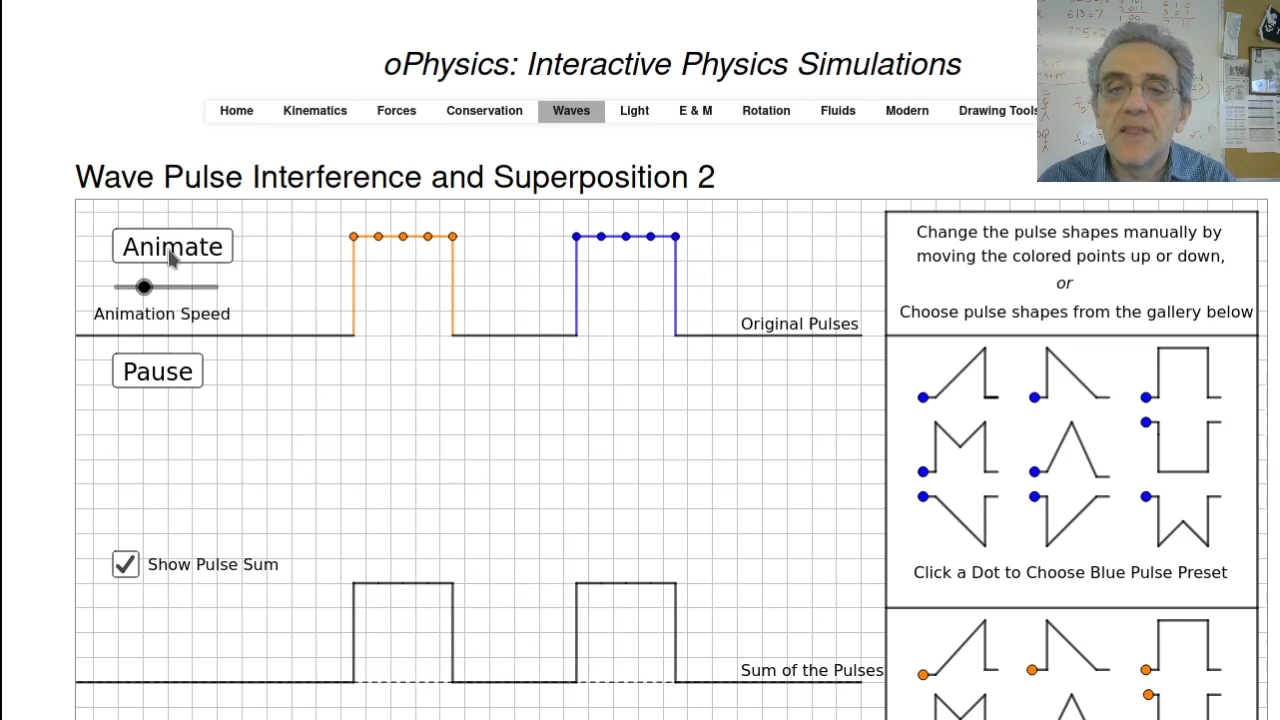 oPhysics: Interactive Physics Simulations
Home Kinematics Forces Conservation Waves Light E & M Rotation Fluids Modern Drawing Tools
Wave Pulse Interference and Superposition 2
Animate
Animation Speed
Pause
Original Pulses
Show Pulse Sum
Sum of the Pulses
Change the pulse shapes manually by
moving the colored points up or down,
or
Choose pulse shapes from the gallery below
Click a Dot to Choose Blue Pulse Preset